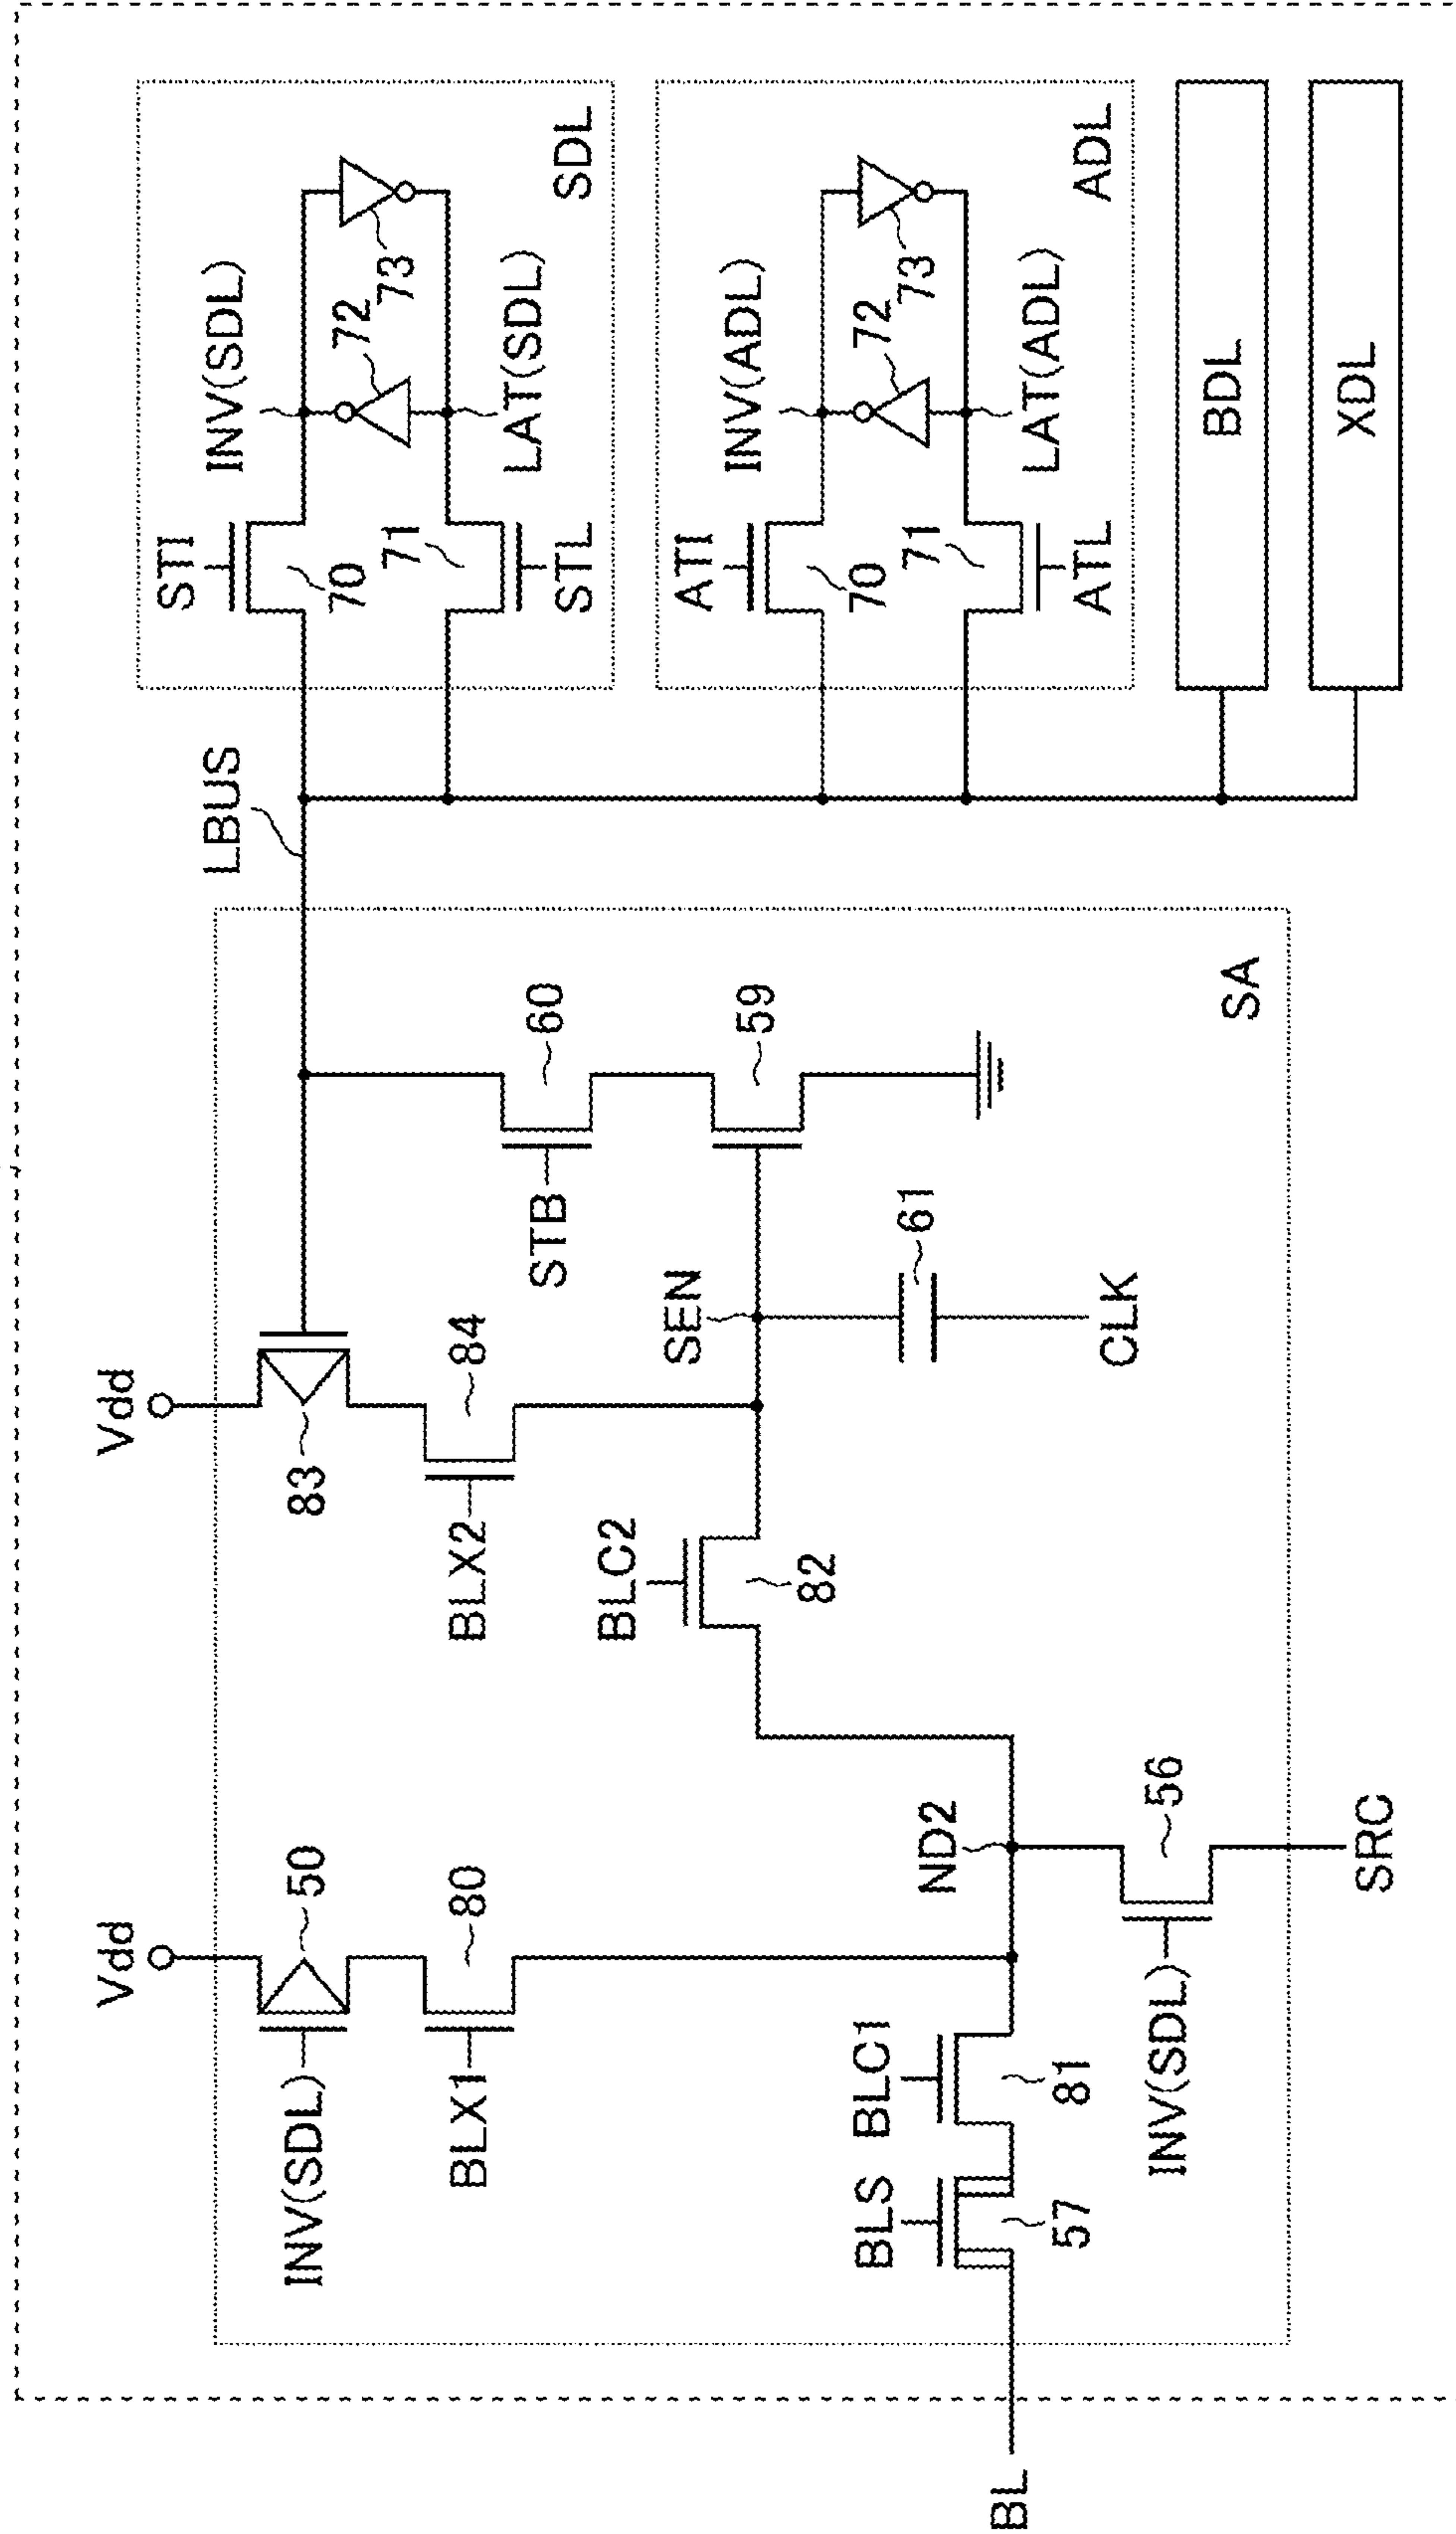 Vdd
Vdd
INV(SDL)
50
83
LBUS
STI
INV(SDL)
70
72
73
71
STL
LAT(SDL)
SDL
BLX1
80
BLX2
84
STB
60
BLC2
82
SEN
59
61
CLK
ATI
INV(ADL)
70
72
73
71
ATL
LAT(ADL)
ADL
BL
BLS
57
BLC1
81
ND2
INV(SDL)
56
SRC
SA
BDL
XDL